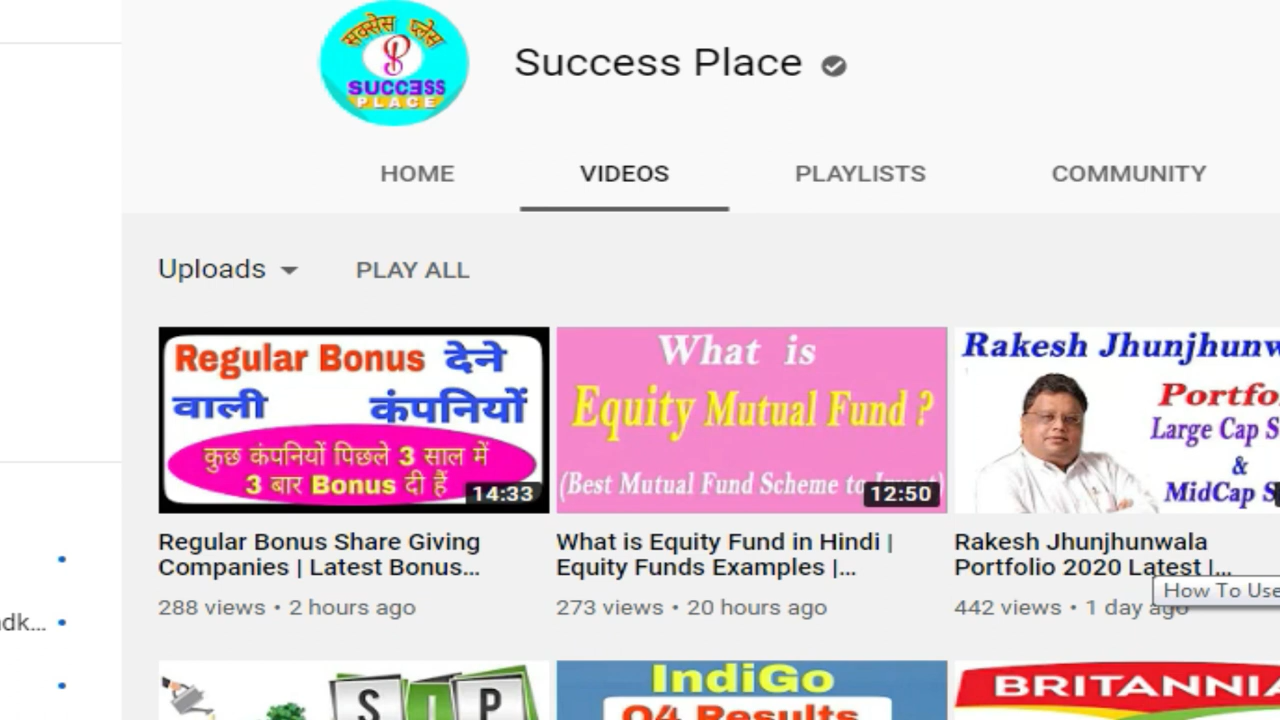 सक्सेस प्लेस
SUCCESS
PLACE
Success Place
HOME VIDEOS PLAYLISTS COMMUNITY
Uploads PLAY ALL
Regular Bonus देने
वाली कंपनियों
कुछ कंपनियों पिछले 3 साल में
3 बार Bonus दी हैं
14:33
What is
Equity Mutual Fund ?
(Best Mutual Fund Scheme to Invest)
12:50
Rakesh Jhunjhunw
Portfo
Large Cap S
&
MidCap S
Regular Bonus Share Giving
Companies | Latest Bonus...
288 views • 2 hours ago
What is Equity Fund in Hindi |
Equity Funds Examples |...
273 views • 20 hours ago
Rakesh Jhunjhunwala
Portfolio 2020 Latest |...
442 views • 1 day ago
How To Use
dk...
S I P
IndiGo
Q4 Results
BRITANNIA